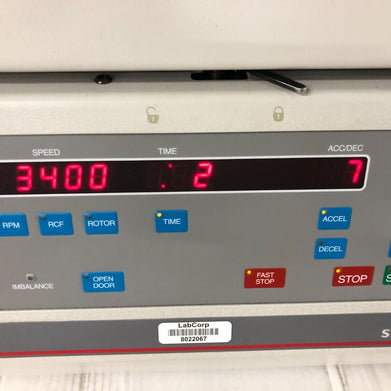 SPEED TIME ACC/DEC
3400 : 2 7
RPM RCF ROTOR TIME ACCEL
DECEL
IMBALANCE OPEN DOOR FAST STOP STOP
LabCorp
8022067